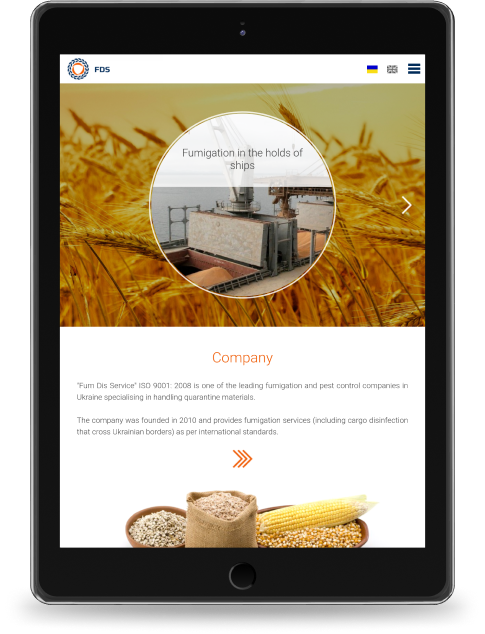 FDS
Fumigation in the holds of
ships
Company
"Fum Dis Service" ISO 9001: 2008 is one of the leading fumigation and pest control companies in
Ukraine specialising in handling quarantine materials.
The company was founded in 2010 and provides fumigation services (including cargo disinfection
that cross Ukrainian borders) as per international standards.